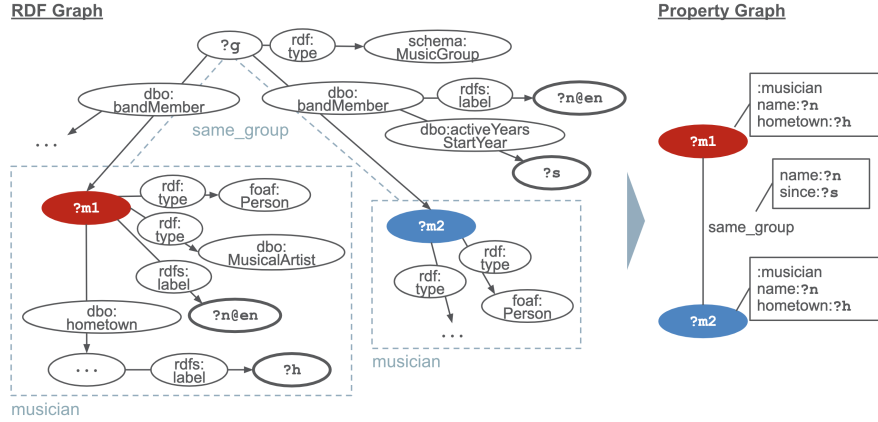 RDF Graph
?g
rdf:
type
schema:
MusicGroup
dbo:
bandMember
dbo:
bandMember
rdfs:
label
?n@en
...
same_group
dbo:activeYears
StartYear
?s
?m1
rdf:
type
foaf:
Person
rdf:
type
dbo:
MusicalArtist
rdfs:
label
?n@en
dbo:
hometown
...
rdfs:
label
?h
musician
?m2
rdf:
type
rdf:
type
foaf:
Person
...
musician
Property Graph
:musician
name:?n
hometown:?h
?m1
name:?n
since:?s
same_group
:musician
name:?n
hometown:?h
?m2